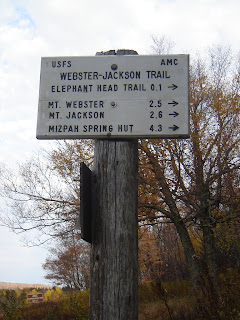 USFS AMC
WEBSTER-JACKSON TRAIL
ELEPHANT HEAD TRAIL 0.1 →
MT. WEBSTER 2.5 →
MT. JACKSON 2.6 →
MIZPAH SPRING HUT 4.3 →